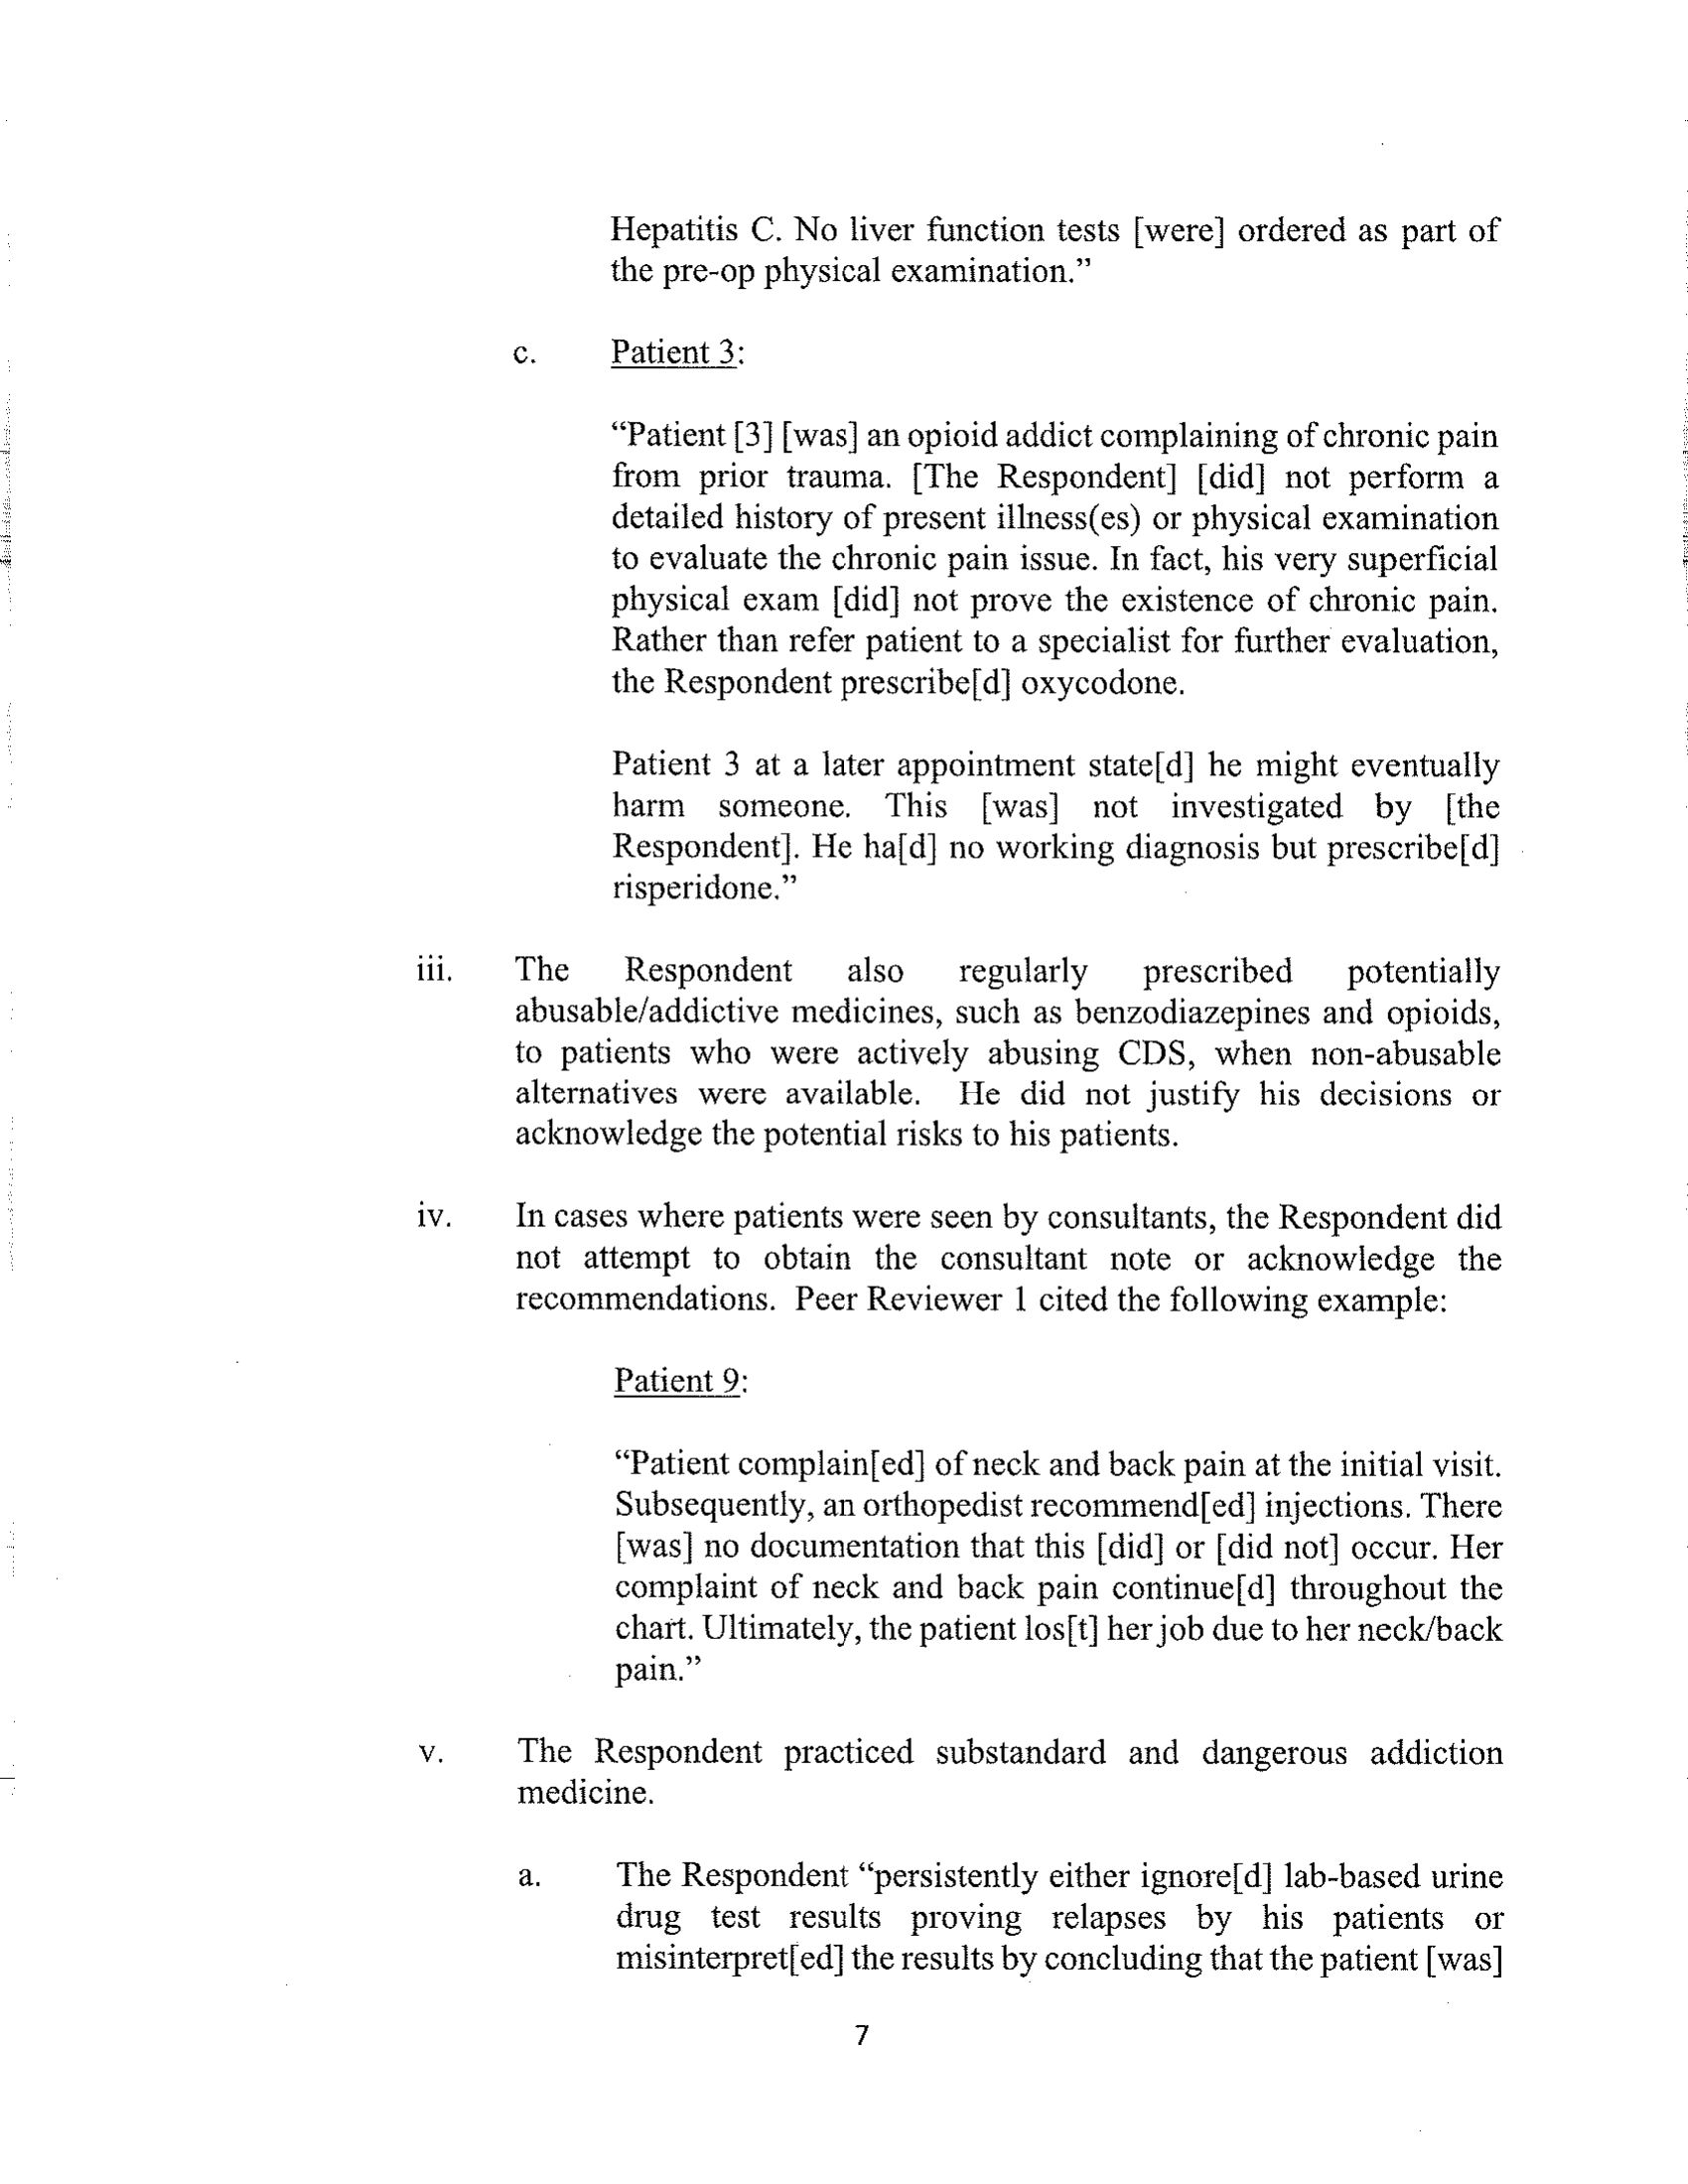 Hepatitis C. No liver function tests [were] ordered as part of
the pre-op physical examination.”
c. Patient 3:
“Patient [3] [was] an opioid addict complaining of chronic pain
from prior trauma. [The Respondent] [did] not perform a
detailed history of present illness(es) or physical examination
to evaluate the chronic pain issue. In fact, his very superficial
physical exam [did] not prove the existence of chronic pain.
Rather than refer patient to a specialist for further evaluation,
the Respondent prescribe[d] oxycodone.
Patient 3 at a later appointment state[d] he might eventually
harm someone. This [was] not investigated by [the
Respondent]. He ha[d] no working diagnosis but prescribe[d]
risperidone.”
iii. The Respondent also regularly prescribed potentially
abusable/addictive medicines, such as benzodiazepines and opioids,
to patients who were actively abusing CDS, when non-abusable
alternatives were available. He did not justify his decisions or
acknowledge the potential risks to his patients.
iv. In cases where patients were seen by consultants, the Respondent did
not attempt to obtain the consultant note or acknowledge the
recommendations. Peer Reviewer 1 cited the following example:
Patient 9:
“Patient complain[ed] of neck and back pain at the initial visit.
Subsequently, an orthopedist recommend[ed] injections. There
[was] no documentation that this [did] or [did not] occur. Her
complaint of neck and back pain continue[d] throughout the
chart. Ultimately, the patient los[t] her job due to her neck/back
pain.”
v. The Respondent practiced substandard and dangerous addiction
medicine.
a. The Respondent “persistently either ignore[d] lab-based urine
drug test results proving relapses by his patients or
misinterpret[ed] the results by concluding that the patient [was]
7